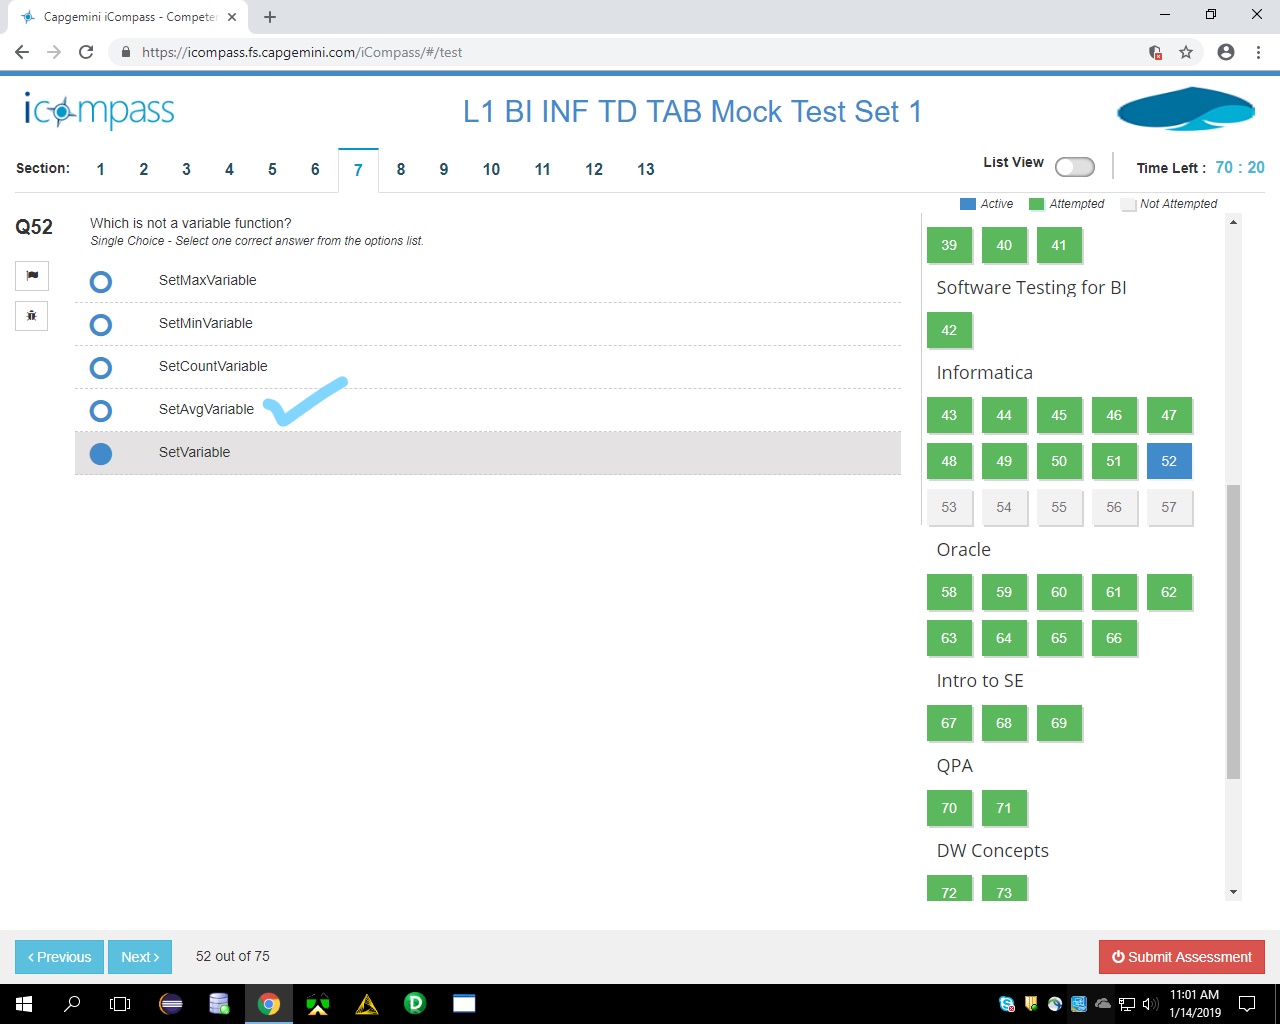 Capgemini iCompass - Competen
https://icompass.fs.capgemini.com/iCompass/#/test
icompass
L1 BI INF TD TAB Mock Test Set 1
Section: 1 2 3 4 5 6 7 8 9 10 11 12 13
List View
Time Left : 70 : 20
Active Attempted Not Attempted
Q52
Which is not a variable function?
Single Choice - Select one correct answer from the options list.
SetMaxVariable
SetMinVariable
SetCountVariable
SetAvgVariable
SetVariable
39 40 41
Software Testing for BI
42
Informatica
43 44 45 46 47
48 49 50 51 52
53 54 55 56 57
Oracle
58 59 60 61 62
63 64 65 66
Intro to SE
67 68 69
QPA
70 71
DW Concepts
72 73
‹ Previous
Next ›
52 out of 75
Submit Assessment
11:01 AM
1/14/2019